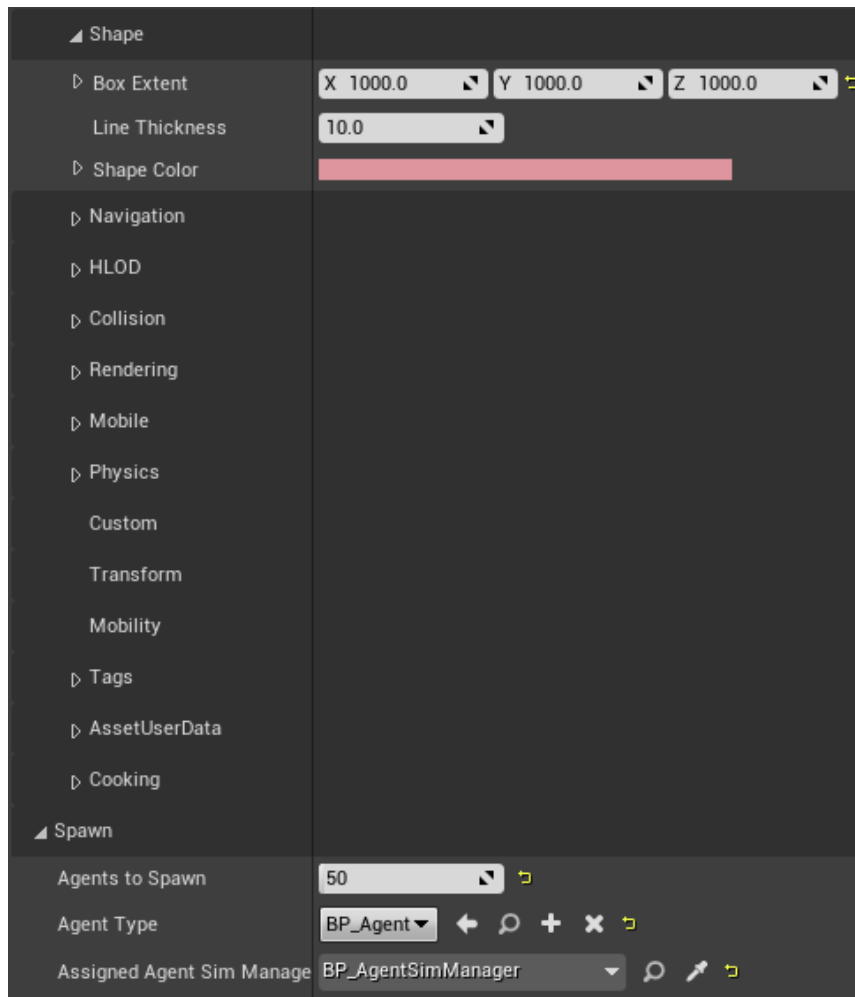 Shape
Box Extent X 1000.0 Y 1000.0 Z 1000.0
Line Thickness 10.0
Shape Color
Navigation
HLOD
Collision
Rendering
Mobile
Physics
Custom
Transform
Mobility
Tags
AssetUserData
Cooking
Spawn
Agents to Spawn 50
Agent Type BP_Agent
Assigned Agent Sim Manage BP_AgentSimManager